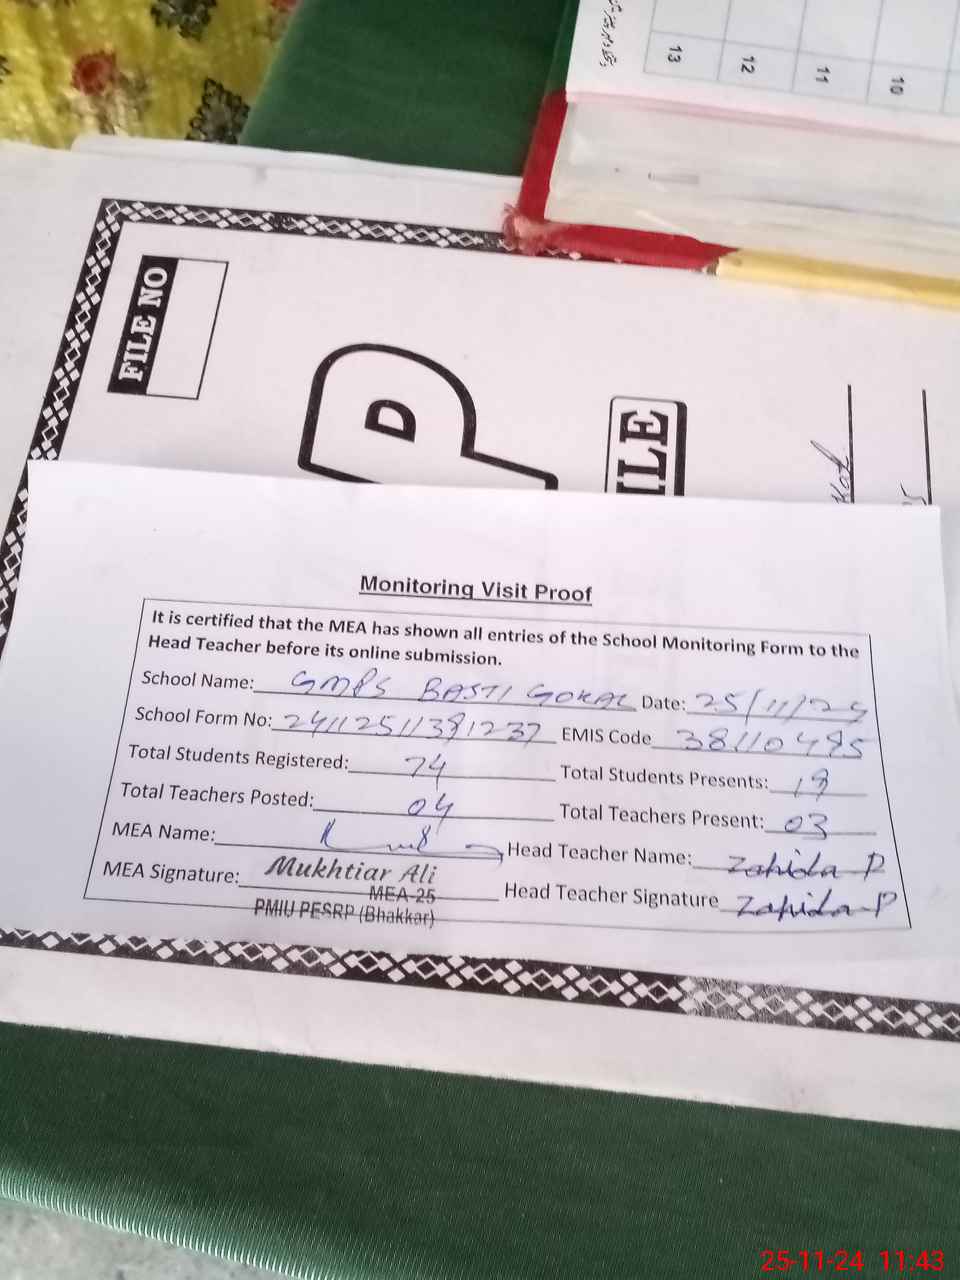 13 12 11 10
FILE NO
ILE
Monitoring Visit Proof
It is certified that the MEA has shown all entries of the School Monitoring Form to the
Head Teacher before its online submission.
School Name: GMPS BASTI GOKAL Date: 25/11/24
School Form No: 24112511381237 EMIS Code 38110495
Total Students Registered: 74 Total Students Presents: 19
Total Teachers Posted: 04 Total Teachers Present: 03
MEA Name: Head Teacher Name: Zahida P
MEA Signature: Mukhtiar Ali Head Teacher Signature Zahida P
MEA-25
PMIU PESRP (Bhakkar)
25-11-24 11:43